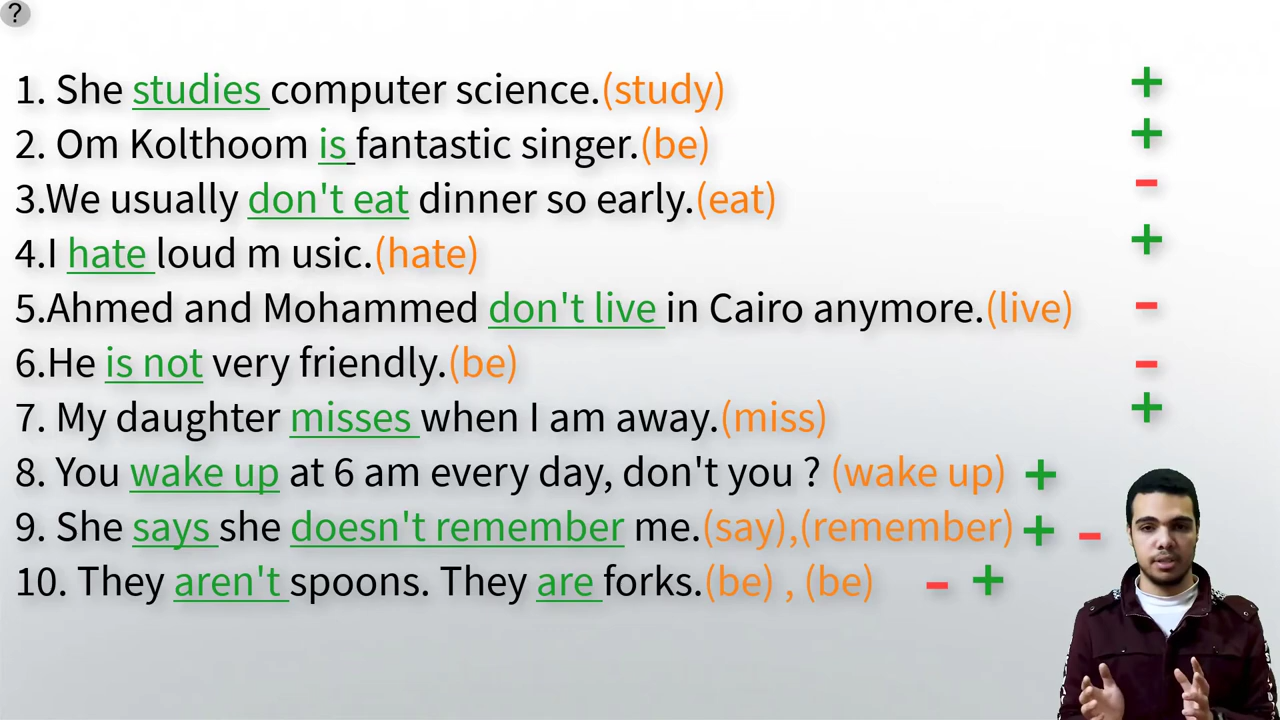 ?
1. She studies computer science.(study) +
2. Om Kolthoom is fantastic singer.(be) +
3.We usually don't eat dinner so early.(eat) -
4.I hate loud m usic.(hate) +
5.Ahmed and Mohammed don't live in Cairo anymore.(live) -
6.He is not very friendly.(be) -
7. My daughter misses when I am away.(miss) +
8. You wake up at 6 am every day, don't you ? (wake up) +
9. She says she doesn't remember me.(say),(remember) + -
10. They aren't spoons. They are forks.(be) , (be) - +